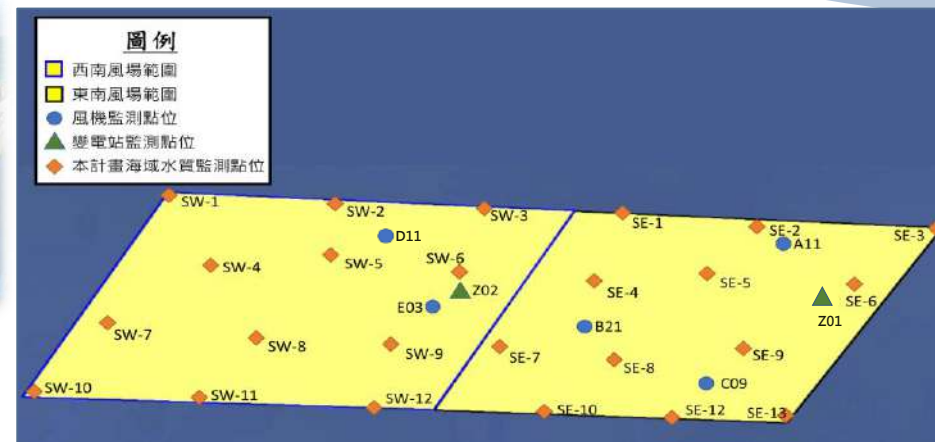 圖例
西南風場範圍
東南風場範圍
風機監測點位
變電站監測點位
本計畫海域水質監測點位
SW-1
SW-2
SW-3
SE-1
SE-2
SE-3
D11
A11
SW-4
SW-5
SW-6
SE-4
SE-5
SE-6
Z02
Z01
E03
B21
SW-7
SW-8
SW-9
SE-7
SE-8
SE-9
C09
SW-10
SW-11
SW-12
SE-10
SE-12
SE-13